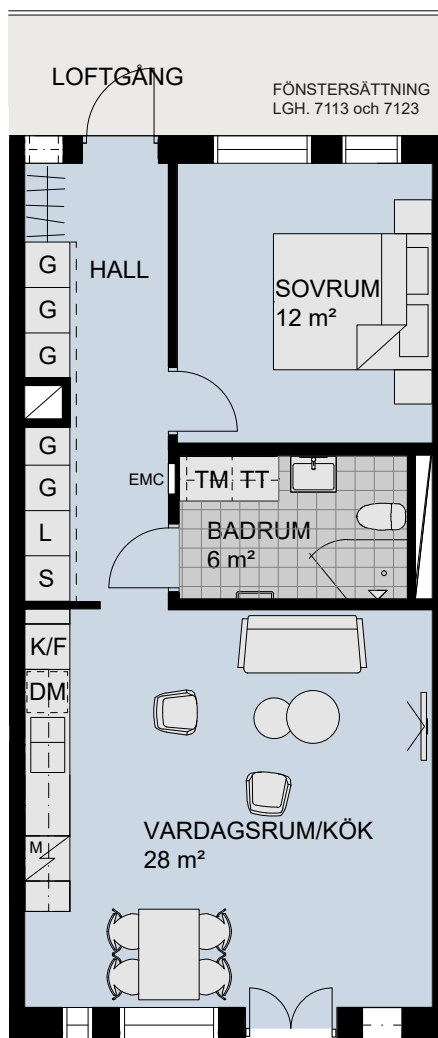 LOFTGÅNG
FÖNSTERSÄTTNING
LGH. 7113 och 7123
G
HALL
G
SOVRUM
12 m²
G
G
G
EMC
TM
TT
L
BADRUM
6 m²
S
K/F
DM
VARDAGSRUM/KÖK
28 m²
M